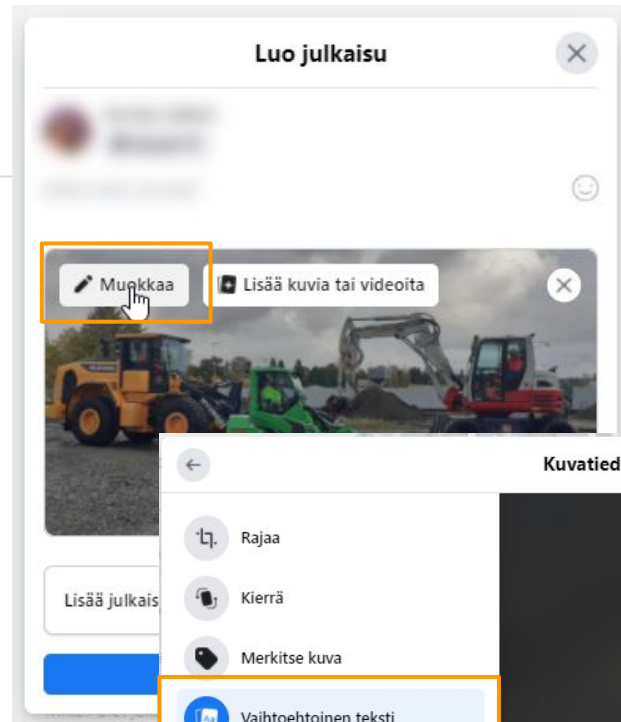 Luo julkaisu
Muokkaa
Lisää kuvia tai videoita
Lisää julkais
Kuvatied
Rajaa
Kierrä
Merkitse kuva
Vaihtoehtoinen teksti